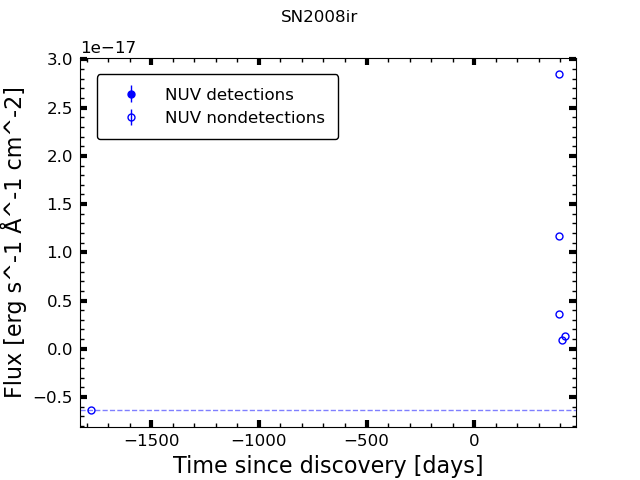 SN2008ir
1e−17
3.0
2.5
2.0
1.5
1.0
0.5
0.0
−0.5
Flux [erg s^-1 Å^-1 cm^-2]
NUV detections
NUV nondetections
−1500 −1000 −500 0
Time since discovery [days]